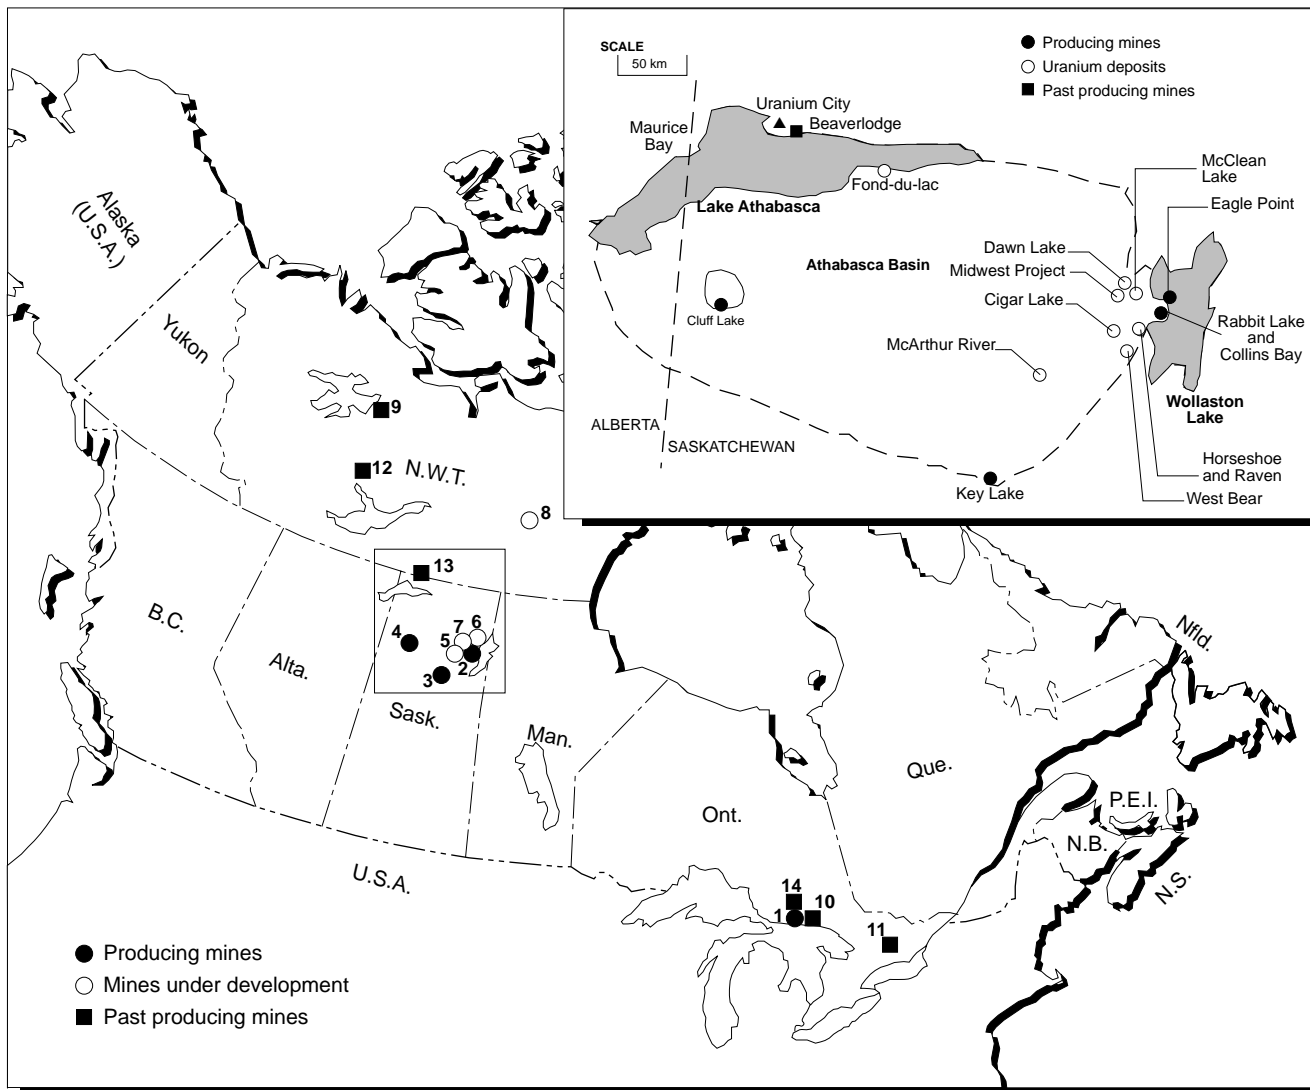 SCALE
50 km
Producing mines
Uranium deposits
Past producing mines
Uranium City
Beaverlodge
Maurice
Bay
Fond-du-lac
Lake Athabasca
McClean
Lake
Eagle Point
Dawn Lake
Midwest Project
Athabasca Basin
Cigar Lake
Cluff Lake
McArthur River
Rabbit Lake
and
Collins Bay
Wollaston
Lake
ALBERTA
SASKATCHEWAN
Key Lake
Horseshoe
and Raven
West Bear
Alaska
(U.S.A.)
Yukon
9
12
N.W.T.
8
13
B.C.
Alta.
4
7
6
5
2
3
Sask.
Man.
Nfld.
Que.
Ont.
P.E.I.
N.B.
N.S.
U.S.A.
14
1
10
11
Producing mines
Mines under development
Past producing mines